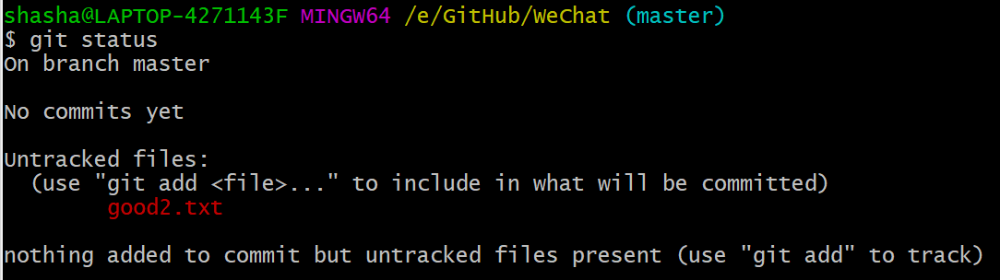 shasha@LAPTOP-4271143F MINGW64 /e/GitHub/WeChat (master)
$ git status
On branch master
No commits yet
Untracked files:
  (use "git add <file>..." to include in what will be committed)
        good2.txt
nothing added to commit but untracked files present (use "git add" to track)